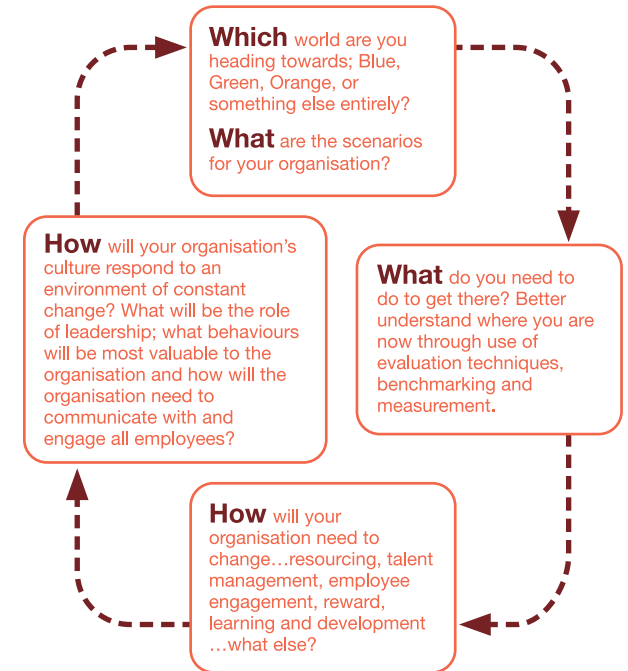 Which world are you
heading towards; Blue,
Green, Orange, or
something else entirely?
What are the scenarios
for your organisation?
What do you need to
do to get there? Better
understand where you are
now through use of
evaluation techniques,
benchmarking and
measurement.
How will your
organisation need to
change…resourcing, talent
management, employee
engagement, reward,
learning and development
…what else?
How will your organisation’s
culture respond to an
environment of constant
change? What will be the role
of leadership; what behaviours
will be most valuable to the
organisation and how will the
organisation need to
communicate with and
engage all employees?